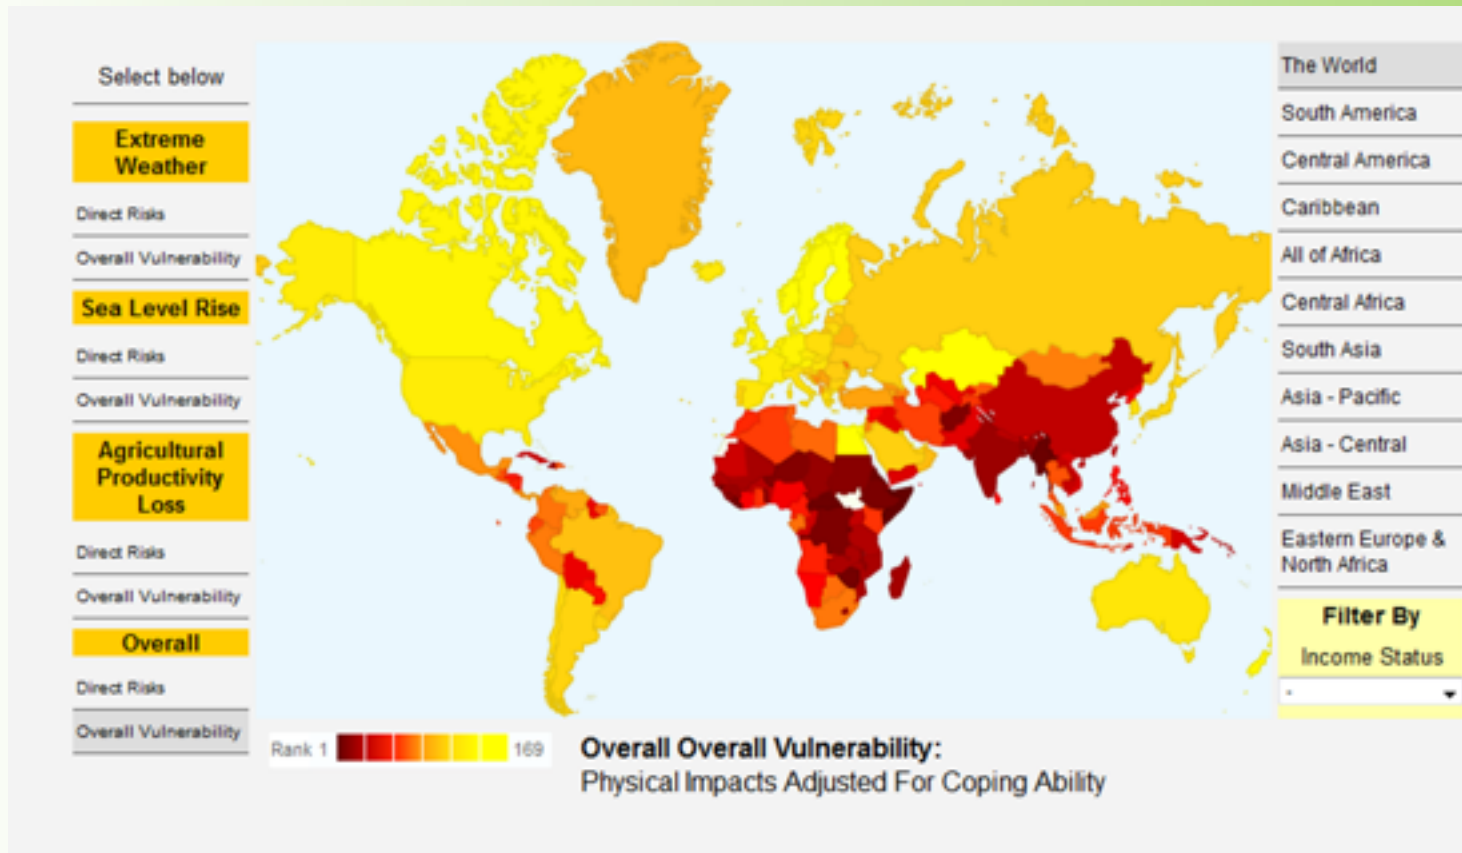 Select below
Extreme
Weather
Direct Risks
Overall Vulnerability
Sea Level Rise
Direct Risks
Overall Vulnerability
Agricultural
Productivity
Loss
Direct Risks
Overall Vulnerability
Overall
Direct Risks
Overall Vulnerability
Rank 1
169
Overall Overall Vulnerability:
Physical Impacts Adjusted For Coping Ability
The World
South America
Central America
Caribbean
All of Africa
Central Africa
South Asia
Asia - Pacific
Asia - Central
Middle East
Eastern Europe &
North Africa
Filter By
Income Status
-